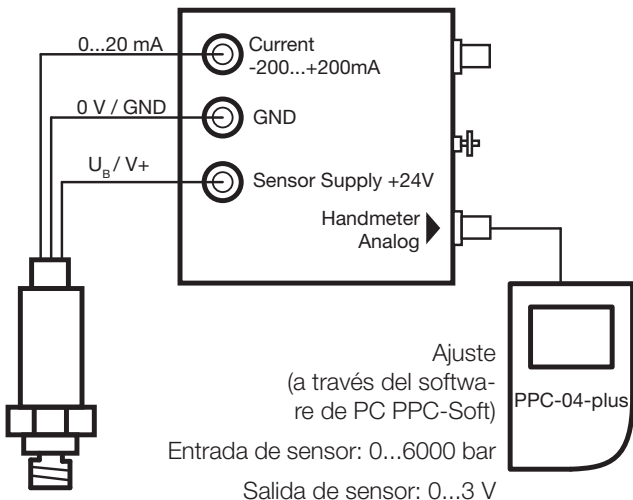 0...20 mA
Current
-200...+200mA
0 V / GND
GND
U_B / V+
Sensor Supply +24V
Handmeter
Analog
PPC-04-plus
Ajuste
(a través del softwa-
re de PC PPC-Soft)
Entrada de sensor: 0...6000 bar
Salida de sensor: 0...3 V